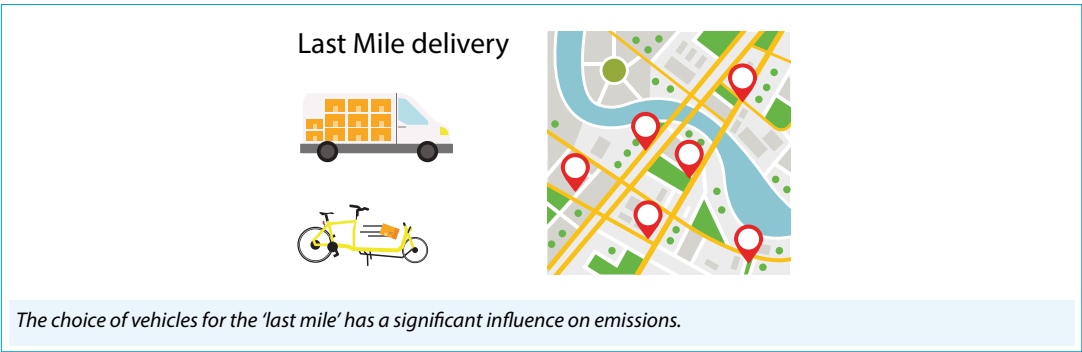 Last Mile delivery
The choice of vehicles for the ‘last mile’ has a significant influence on emissions.